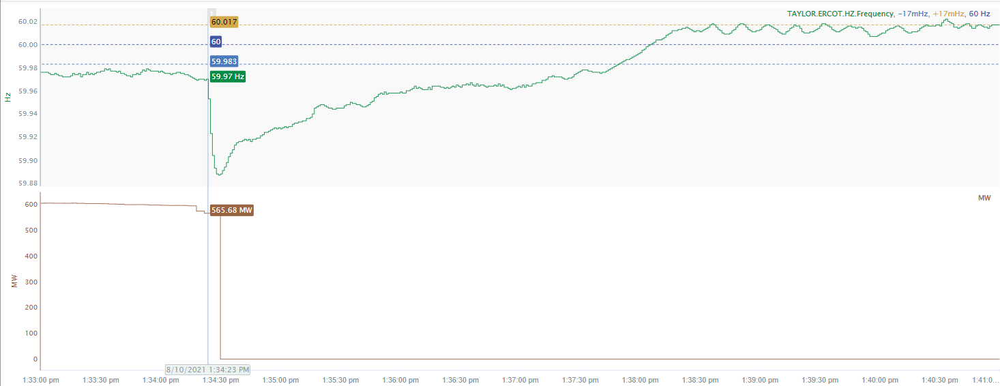 TAYLOR.ERCOT.HZ.Frequency, −17mHz, +17mHz, 60 Hz
60.02
60.00
59.98
59.96
59.94
59.92
59.90
59.88
Hz
60.017
60
59.983
59.97 Hz
MW
600
500
400
300
200
100
0
MW
565.68 MW
8/10/2021 1:34:23 PM
1:33:00 pm 1:33:30 pm 1:34:00 pm 1:34:30 pm 1:35:00 pm 1:35:30 pm 1:36:00 pm 1:36:30 pm 1:37:00 pm 1:37:30 pm 1:38:00 pm 1:38:30 pm 1:39:00 pm 1:39:30 pm 1:40:00 pm 1:40:30 pm 1:41:0...